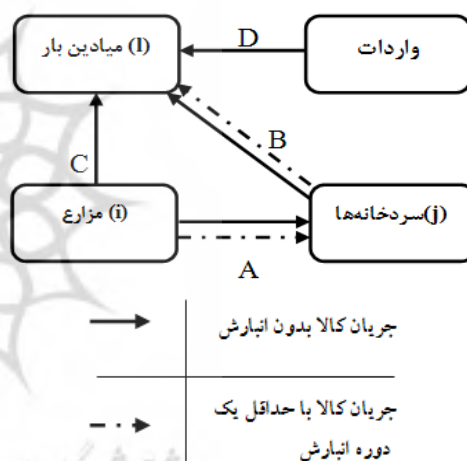 واردات
D
(l) میادین بار
B
C
(j)سردخانه‌ها
(i) مزارع
A
جریان کالا بدون انبارش
جریان کالا با حداقل یک
دوره انبارش